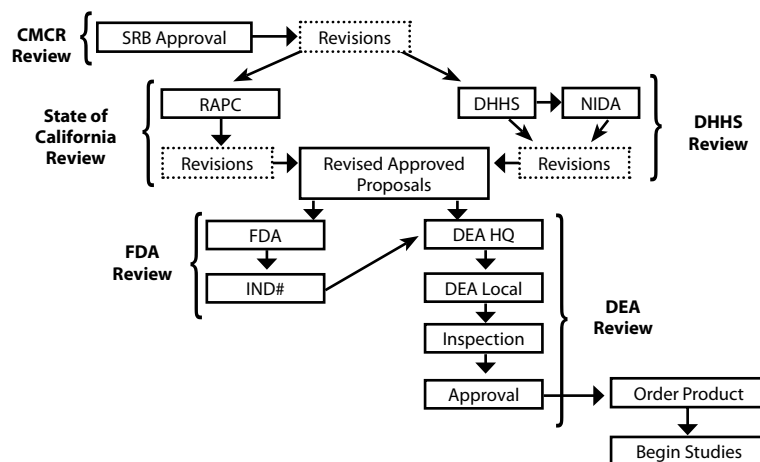 CMCR
Review
SRB Approval
Revisions
State of
California
Review
RAPC
DHHS
NIDA
DHHS
Review
Revisions
Revised Approved
Proposals
Revisions
FDA
Review
FDA
DEA HQ
IND#
DEA Local
DEA
Review
Inspection
Approval
Order Product
Begin Studies